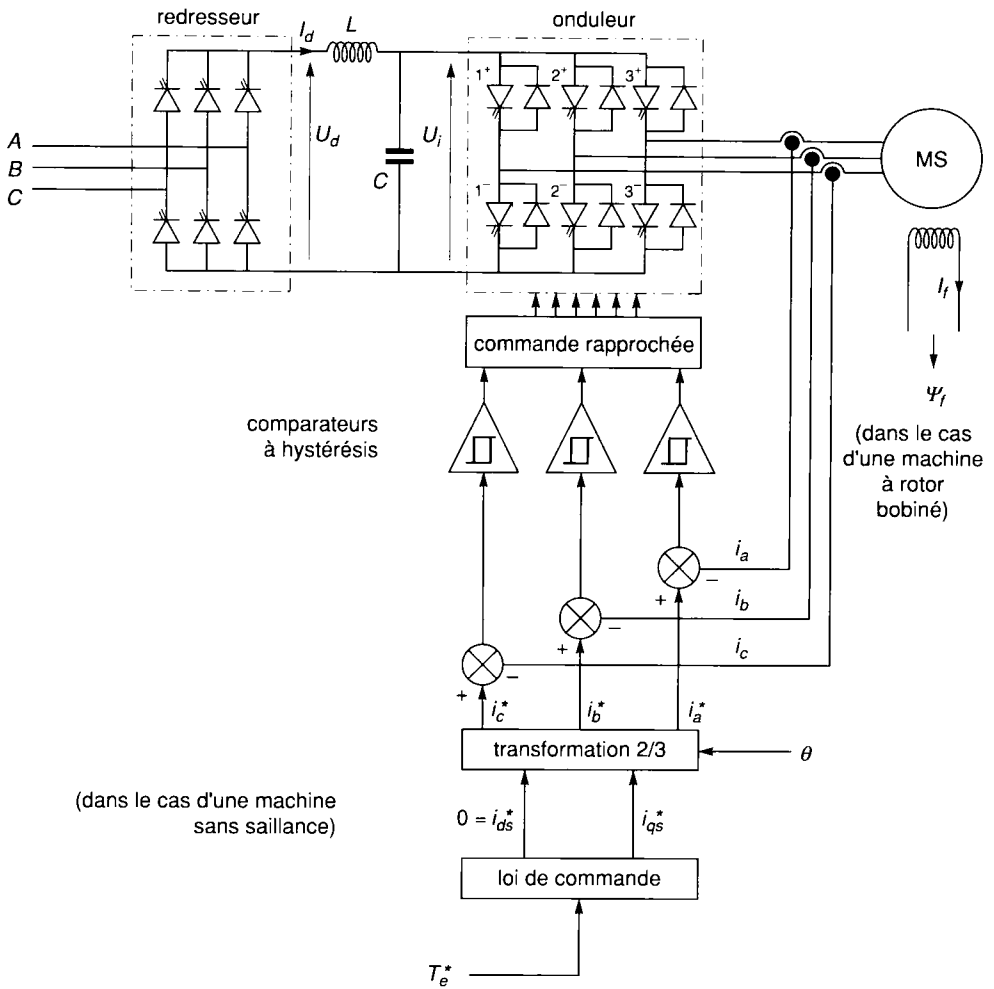 redresseur
onduleur
I_d
L
1⁺
2⁺
3⁺
U_d
U_i
C
A
B
C
MS
1⁻
2⁻
3⁻
I_f
commande rapprochée
Ψ_f
comparateurs
à hystérésis
(dans le cas
d'une machine
à rotor
bobiné)
i_a
−
+
i_b
−
+
i_c
−
+
i_c*
i_b*
i_a*
transformation 2/3
θ
(dans le cas d'une machine
sans saillance)
0 = i_ds*
i_qs*
loi de commande
T_e*